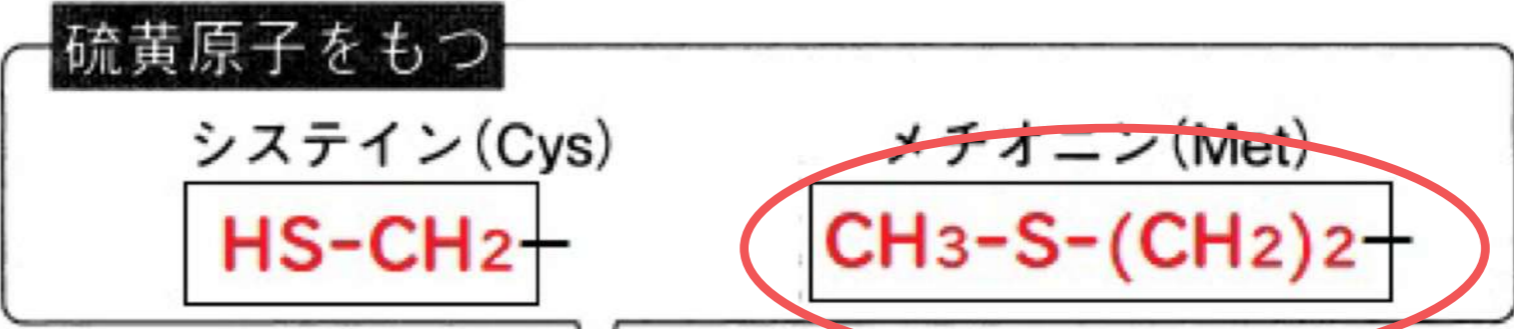 硫黄原子をもつ
システイン(Cys) メチオニン(Met)
HS-CH2- CH3-S-(CH2)2-